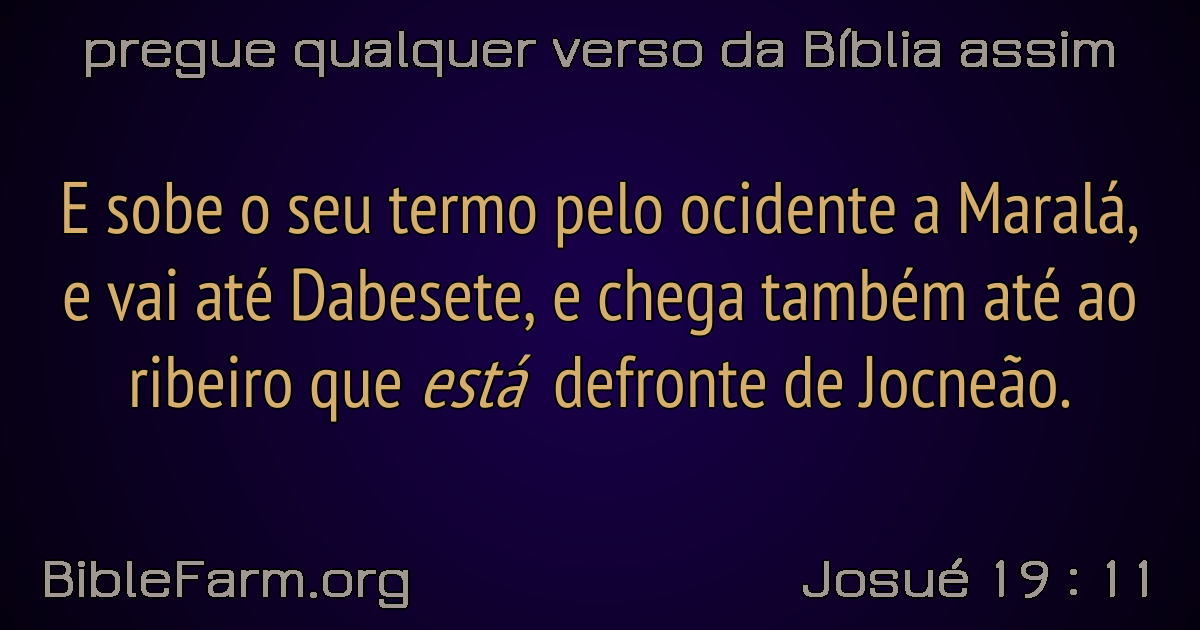 pregue qualquer verso da Bíblia assim
E sobe o seu termo pelo ocidente a Maralá,
e vai até Dabesete, e chega também até ao
ribeiro que está defronte de Jocneão.
BibleFarm.org
Josué 19 : 11